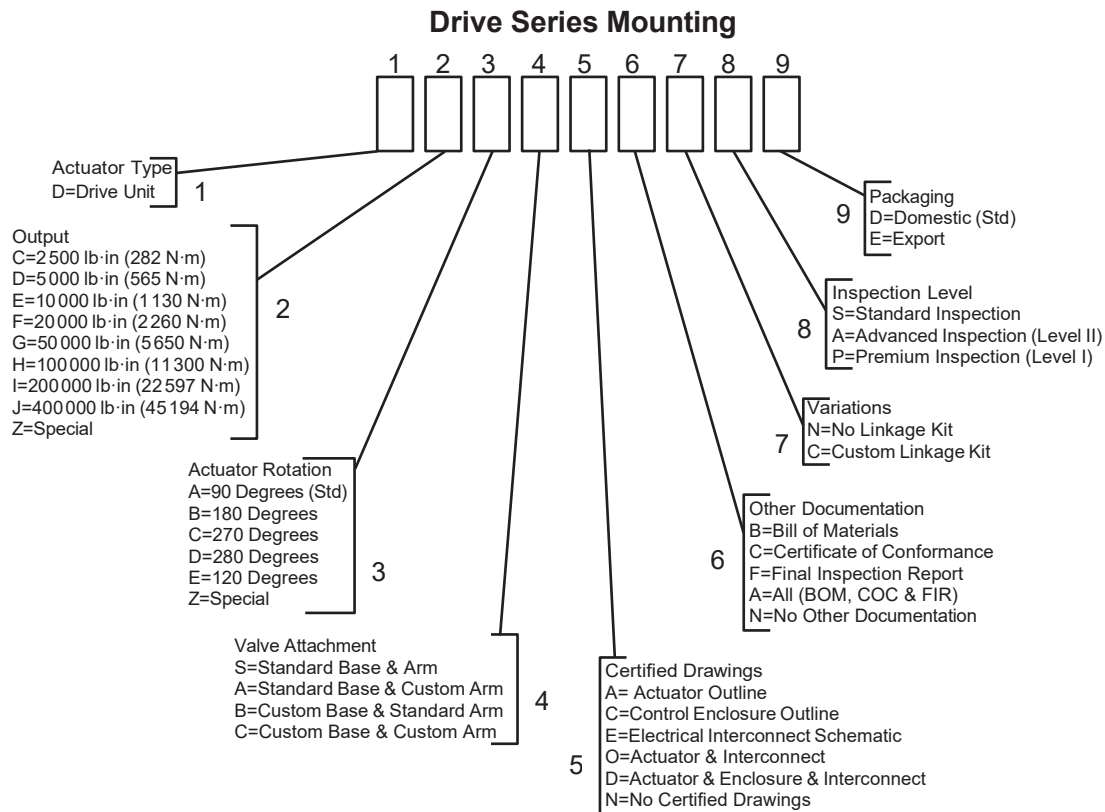 Drive Series Mounting
1 2 3 4 5 6 7 8 9
Actuator Type
D=Drive Unit
1
Output
C=2 500 lb·in (282 N·m)
D=5 000 lb·in (565 N·m)
E=10 000 lb·in (1 130 N·m)
F=20 000 lb·in (2 260 N·m)
G=50 000 lb·in (5 650 N·m)
H=100 000 lb·in (11 300 N·m)
I=200 000 lb·in (22 597 N·m)
J=400 000 lb·in (45 194 N·m)
Z=Special
2
Actuator Rotation
A=90 Degrees (Std)
B=180 Degrees
C=270 Degrees
D=280 Degrees
E=120 Degrees
Z=Special
3
Valve Attachment
S=Standard Base & Arm
A=Standard Base & Custom Arm
B=Custom Base & Standard Arm
C=Custom Base & Custom Arm
4
Certified Drawings
A= Actuator Outline
C=Control Enclosure Outline
E=Electrical Interconnect Schematic
O=Actuator & Interconnect
D=Actuator & Enclosure & Interconnect
N=No Certified Drawings
5
Other Documentation
B=Bill of Materials
C=Certificate of Conformance
F=Final Inspection Report
A=All (BOM, COC & FIR)
N=No Other Documentation
6
Variations
N=No Linkage Kit
C=Custom Linkage Kit
7
Inspection Level
S=Standard Inspection
A=Advanced Inspection (Level II)
P=Premium Inspection (Level I)
8
Packaging
D=Domestic (Std)
E=Export
9